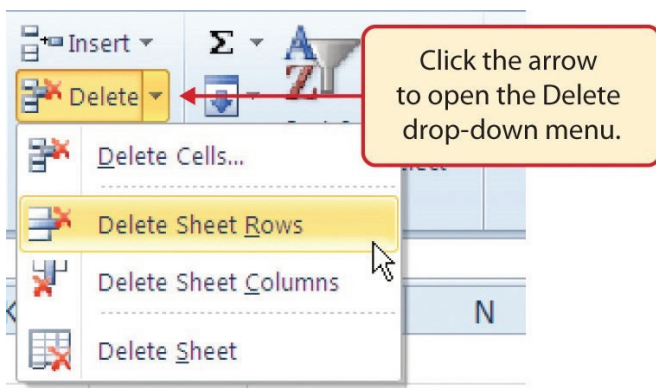 Insert
Σ
A
Z
Delete
Click the arrow
to open the Delete
drop-down menu.
Delete Cells...
Delete Sheet Rows
Delete Sheet Columns
N
Delete Sheet